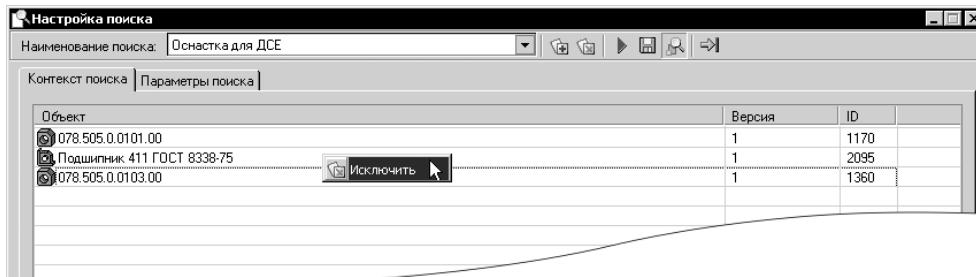 Настройка поиска
Наименование поиска: Оснастка для ДСЕ
Контекст поиска Параметры поиска
Объект Версия ID
078.505.0.0101.00 1 1170
Подшипник 411 ГОСТ 8338-75 1 2095
078.505.0.0103.00 1 1360
Исключить